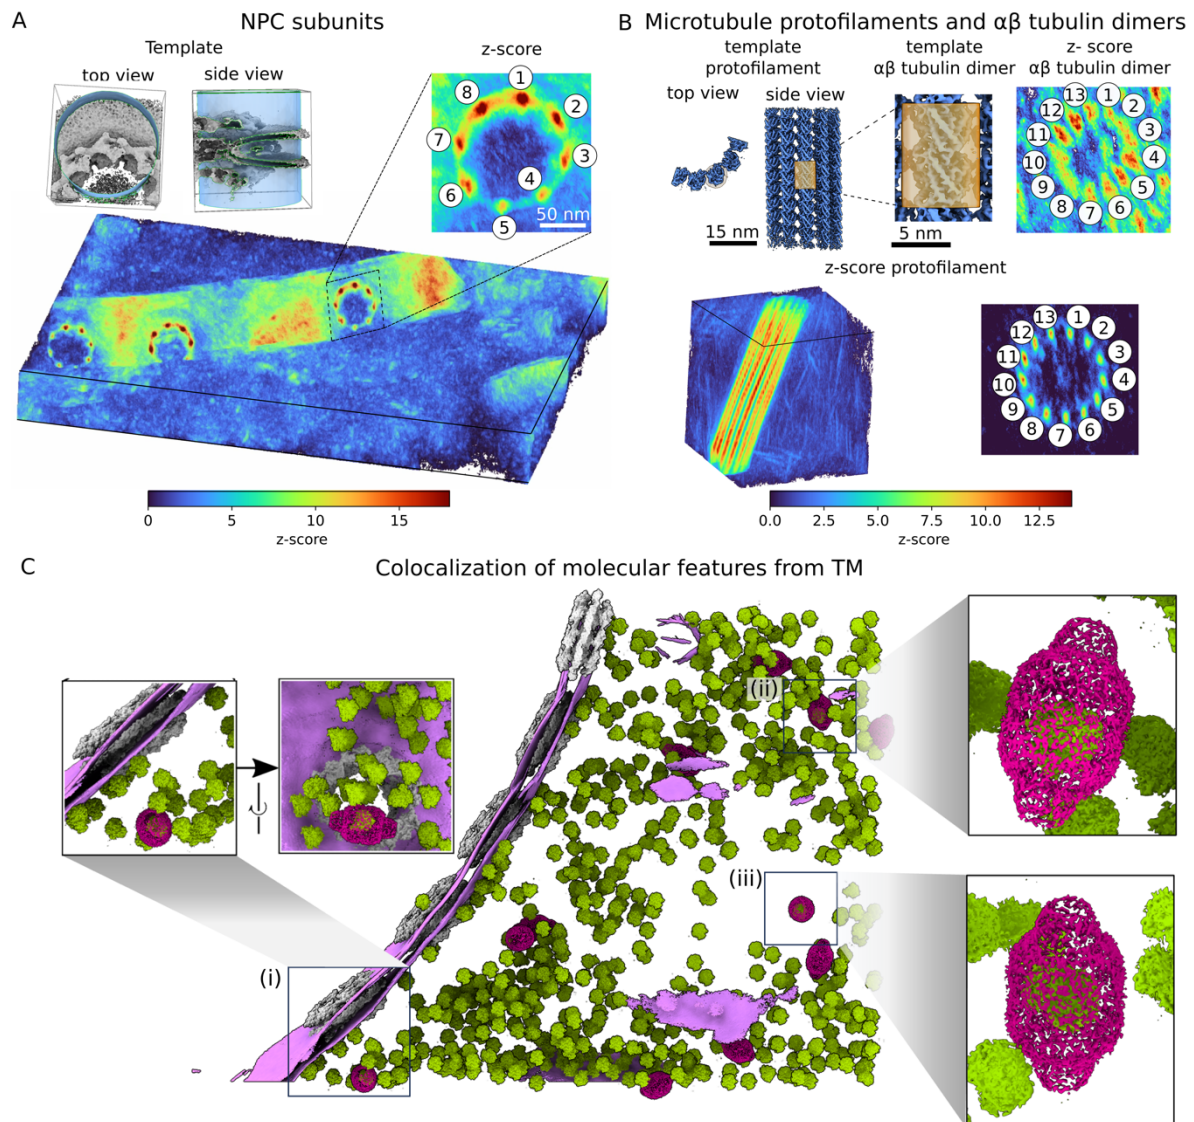 A
NPC subunits
Template
top view
side view
z-score
1
2
3
4
5
6
7
8
50 nm
0
5
10
15
z-score
B
Microtubule protofilaments and αβ tubulin dimers
template
protofilament
top view
side view
template
αβ tubulin dimer
z- score
αβ tubulin dimer
13
1
2
3
4
5
6
7
8
9
10
11
12
15 nm
5 nm
z-score protofilament
13
1
2
3
4
5
6
7
8
9
10
11
12
0.0
2.5
5.0
7.5
10.0
12.5
z-score
C
Colocalization of molecular features from TM
(ii)
(iii)
(i)